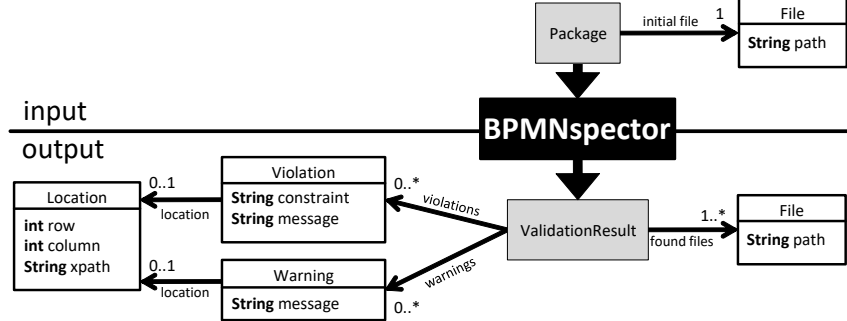 Package
initial file
1
File
String path
input
BPMNspector
output
Location
int row
int column
String xpath
0..1
location
Violation
String constraint
String message
0..*
violations
ValidationResult
1..*
found files
File
String path
0..1
location
Warning
String message
0..*
warnings